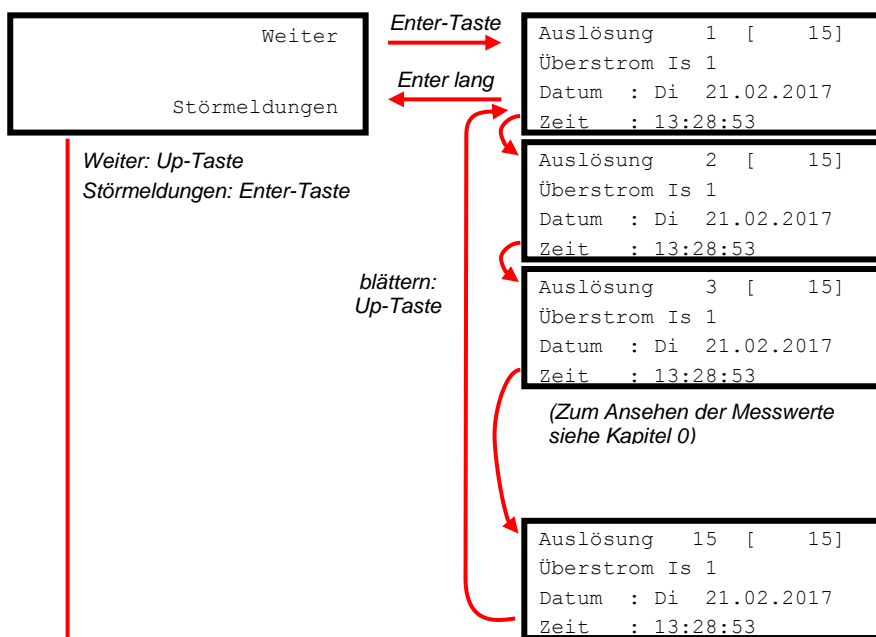 Weiter
Störmeldungen
Enter-Taste
Enter lang
Weiter: Up-Taste
Störmeldungen: Enter-Taste
blättern:
Up-Taste
Auslösung 1 [ 15]
Überstrom Is 1
Datum : Di 21.02.2017
Zeit : 13:28:53
Auslösung 2 [ 15]
Überstrom Is 1
Datum : Di 21.02.2017
Zeit : 13:28:53
Auslösung 3 [ 15]
Überstrom Is 1
Datum : Di 21.02.2017
Zeit : 13:28:53
(Zum Ansehen der Messwerte
siehe Kapitel 0)
Auslösung 15 [ 15]
Überstrom Is 1
Datum : Di 21.02.2017
Zeit : 13:28:53